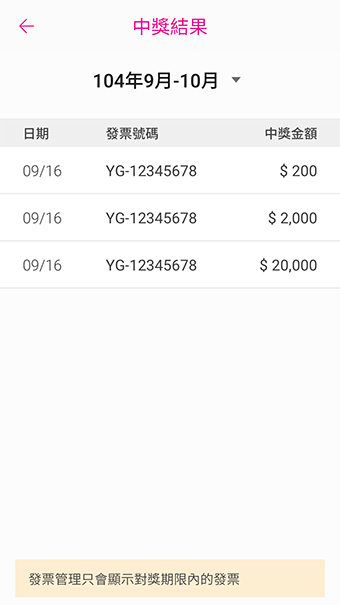 中獎結果
104年9月-10月
日期 發票號碼 中獎金額
09/16 YG-12345678 $ 200
09/16 YG-12345678 $ 2,000
09/16 YG-12345678 $ 20,000
發票管理只會顯示對獎期限內的發票